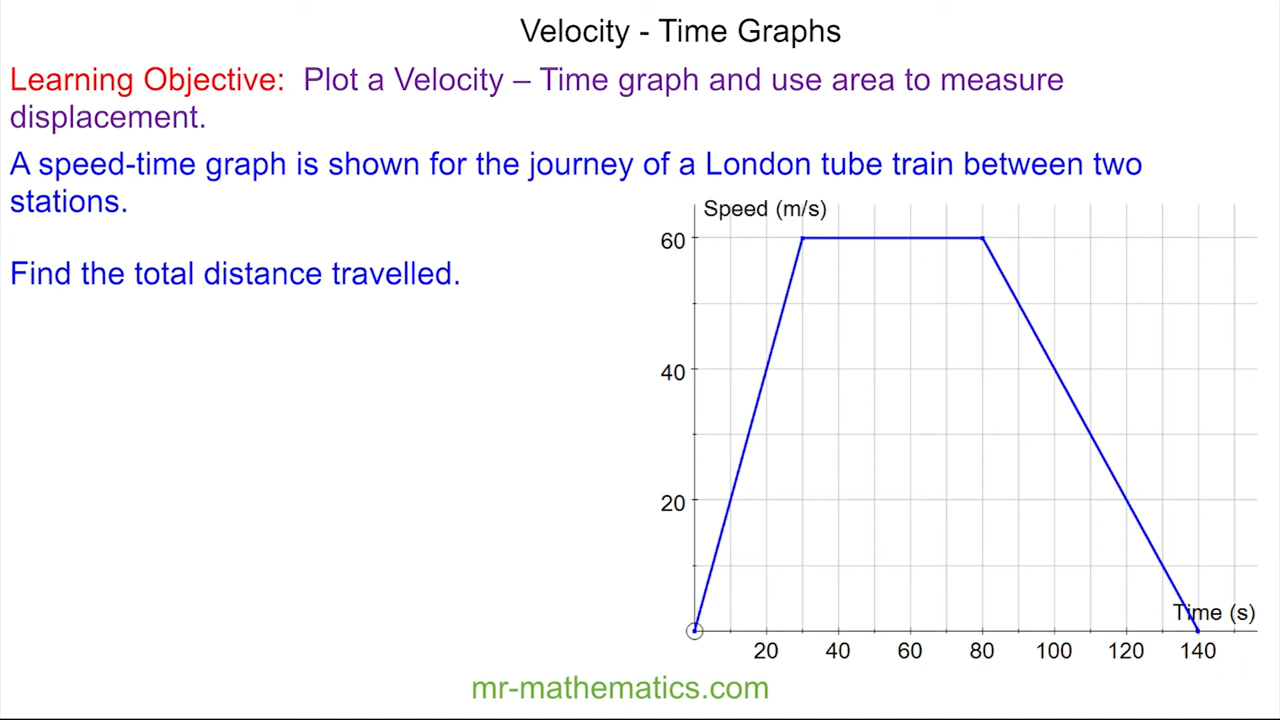 Velocity - Time Graphs
Learning Objective: Plot a Velocity – Time graph and use area to measure
displacement.
A speed-time graph is shown for the journey of a London tube train between two
stations.
Speed (m/s)
60
Find the total distance travelled.
40
20
Time (s)
20 40 60 80 100 120 140
mr-mathematics.com